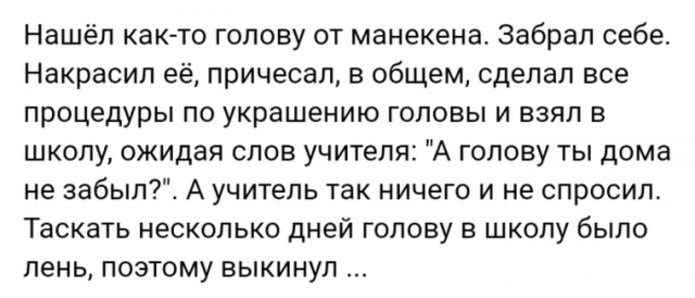 Нашёл как-то голову от манекена. Забрал себе.
Накрасил её, причесал, в общем, сделал все
процедуры по украшению головы и взял в
школу, ожидая слов учителя: "А голову ты дома
не забыл?". А учитель так ничего и не спросил.
Таскать несколько дней голову в школу было
лень, поэтому выкинул ...